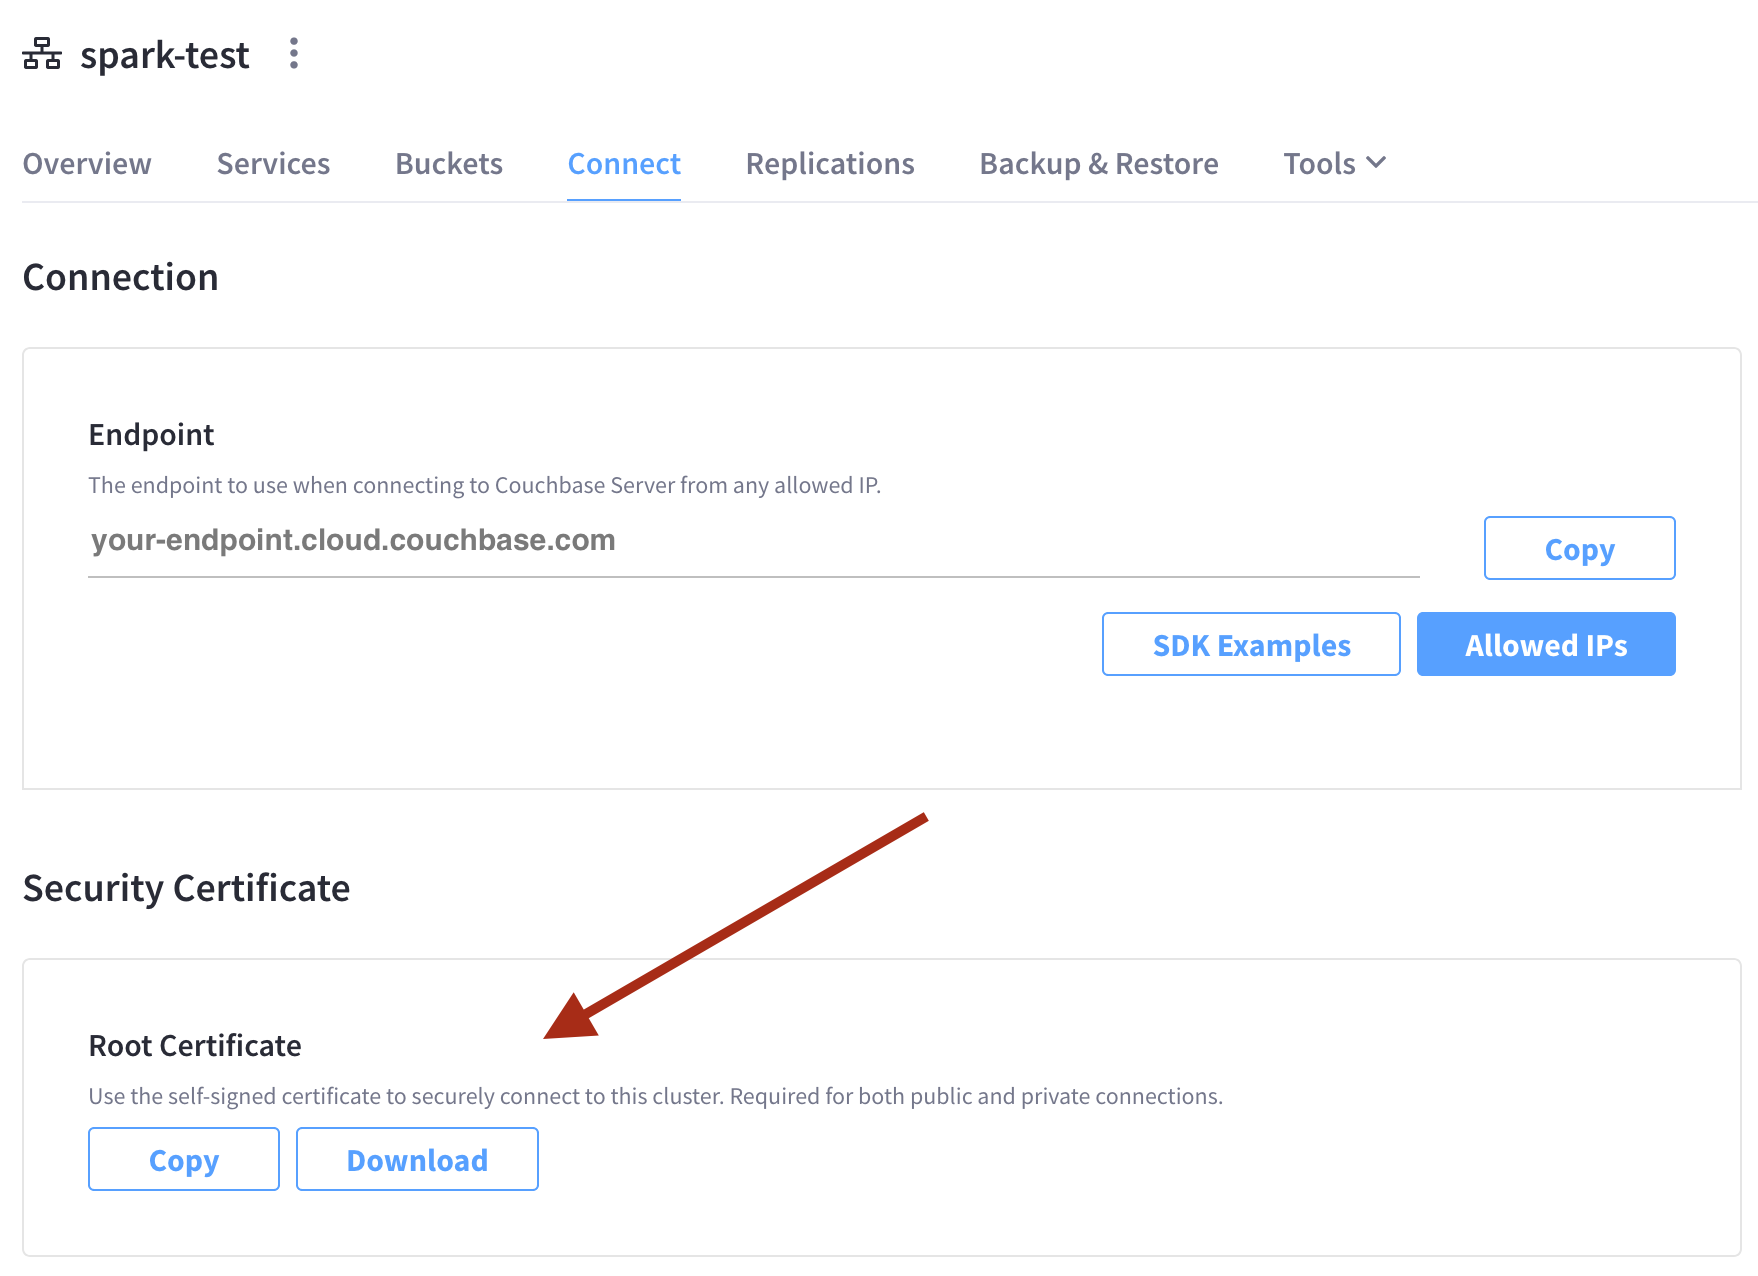 spark-test
Overview Services Buckets Connect Replications Backup & Restore Tools
Connection
Endpoint
The endpoint to use when connecting to Couchbase Server from any allowed IP.
your-endpoint.cloud.couchbase.com
Copy
SDK Examples Allowed IPs
Security Certificate
Root Certificate
Use the self-signed certificate to securely connect to this cluster. Required for both public and private connections.
Copy Download